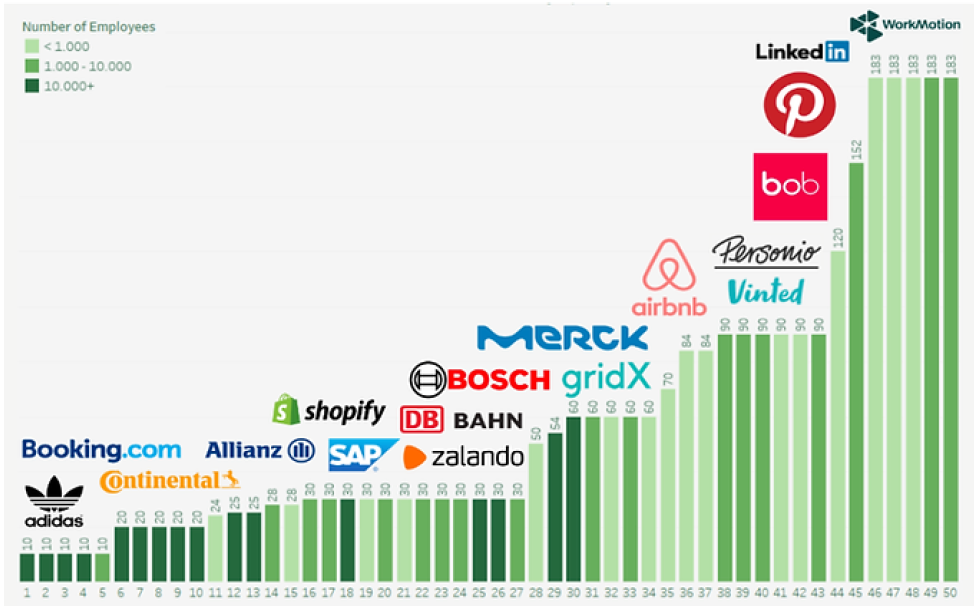 WorkMotion
Number of Employees
< 1.000
1.000 - 10.000
10.000+
Linked in
bob
Personio
Vinted
airbnb
MERCK
BOSCH gridX
shopify
DB BAHN
Booking.com
Allianz
SAP
zalando
Continental
adidas
10 10 10 10 10 20 20 20 20 20 24 25 25 28 28 30 30 30 30 30 30 30 30 30 30 30 30 50 54 60 60 60 60 60 70 84 84 90 90 90 90 90 90 120 152 183 183 183 183 183
1 2 3 4 5 6 7 8 9 10 11 12 13 14 15 16 17 18 19 20 21 22 23 24 25 26 27 28 29 30 31 32 33 34 35 36 37 38 39 40 41 42 43 44 45 46 47 48 49 50